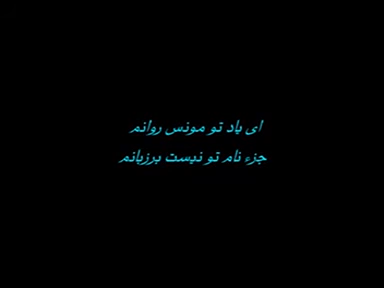 ای یاد تو مونس روانم
جزء نام تو نیست برزبانم